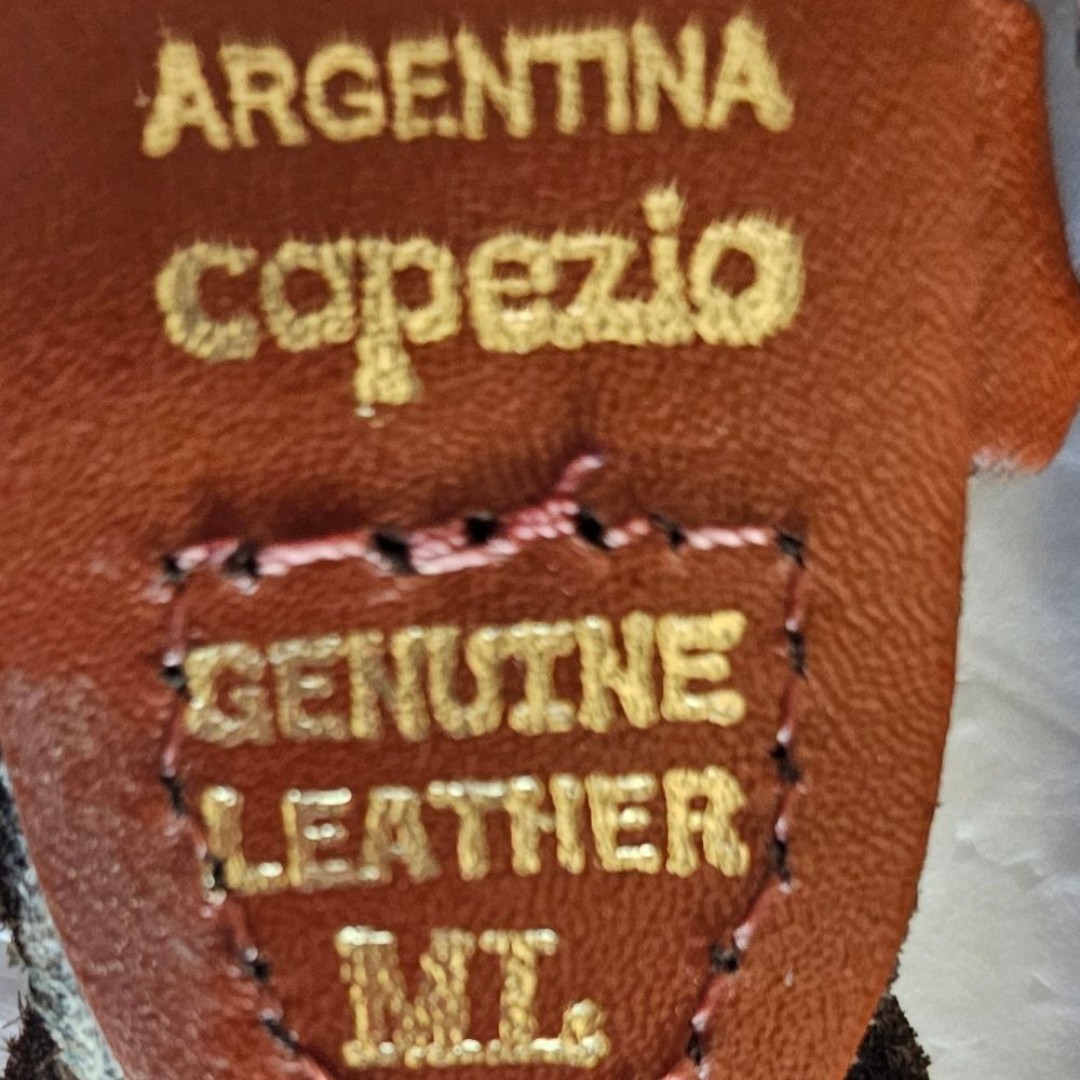 ARGENTINA
capezio
GENUINE
LEATHER
ML